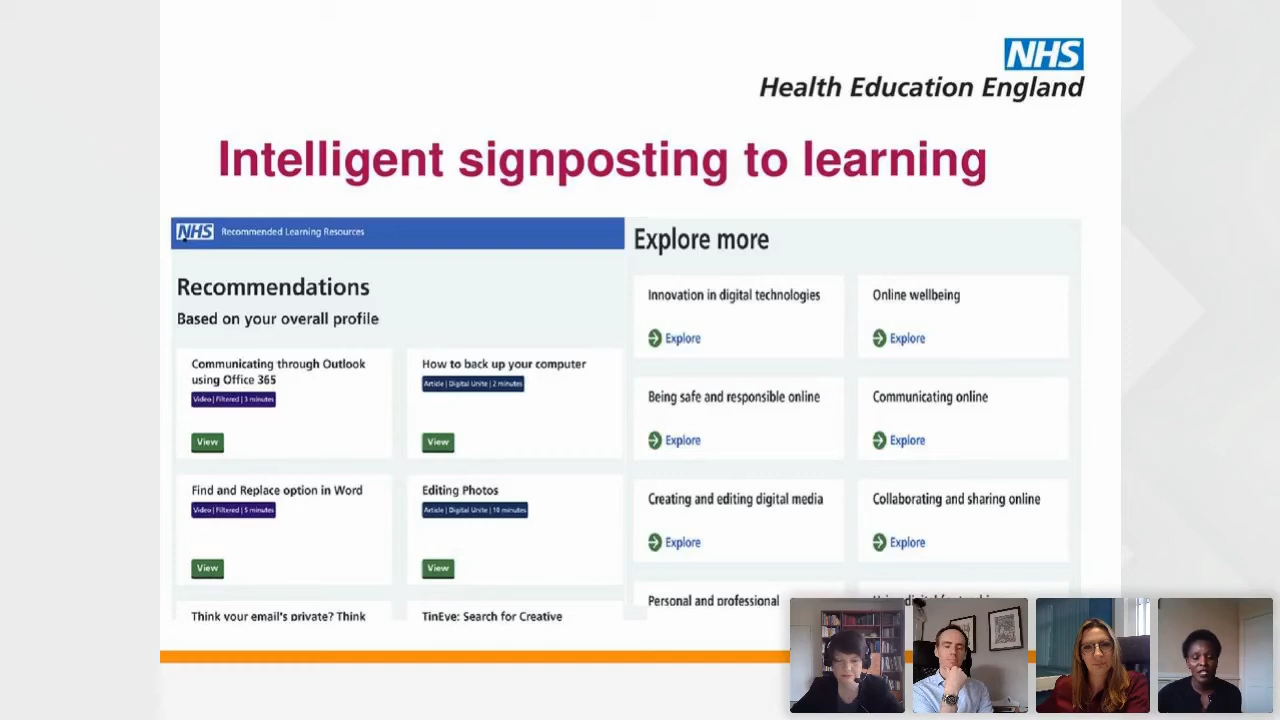 NHS
Health Education England
Intelligent signposting to learning
NHS Recommended Learning Resources
Recommendations
Based on your overall profile
Communicating through Outlook
using Office 365
Video | Filtered | 3 minutes
View
How to back up your computer
Article | Digital Unite | 2 minutes
View
Find and Replace option in Word
Video | Filtered | 5 minutes
View
Editing Photos
Article | Digital Unite | 10 minutes
View
Think your email's private? Think
TinEye: Search for Creative
Explore more
Innovation in digital technologies
Explore
Online wellbeing
Explore
Being safe and responsible online
Explore
Communicating online
Explore
Creating and editing digital media
Explore
Collaborating and sharing online
Explore
Personal and professional